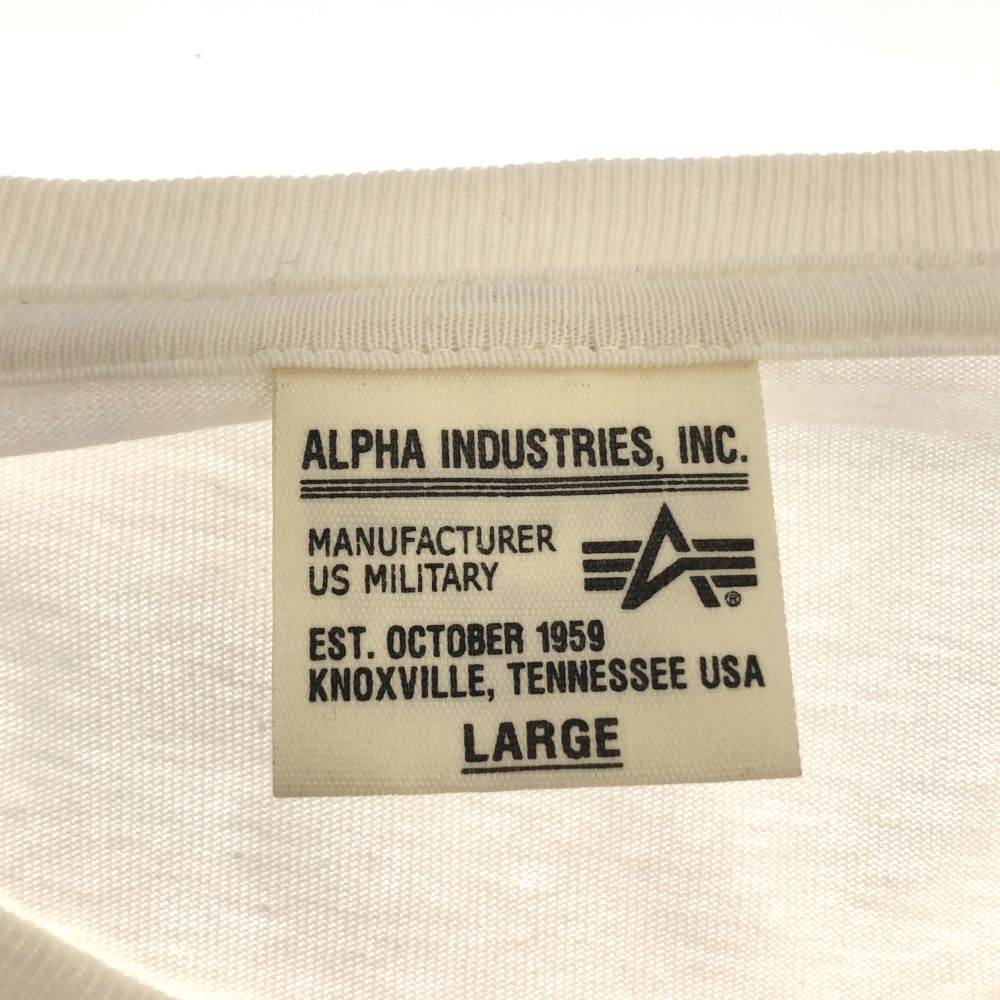 ALPHA INDUSTRIES, INC.
MANUFACTURER
US MILITARY
®
EST. OCTOBER 1959
KNOXVILLE, TENNESSEE USA
LARGE